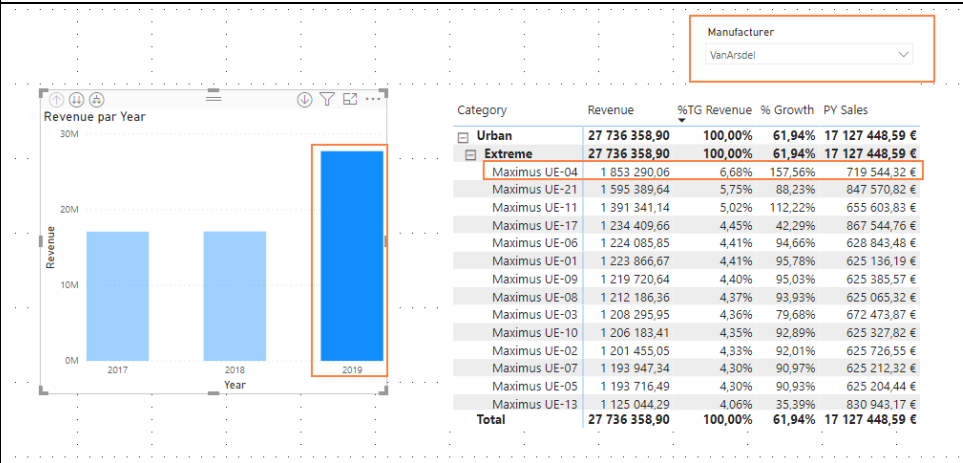 Manufacturer
VanArsdel
Revenue par Year
30M
20M
10M
0M
Revenue
2017 2018 2019
Year
Category Revenue %TG Revenue % Growth PY Sales
Urban 27 736 358,90 100,00% 61,94% 17 127 448,59 €
Extreme 27 736 358,90 100,00% 61,94% 17 127 448,59 €
Maximus UE-04 1 853 290,06 6,68% 157,56% 719 544,32 €
Maximus UE-21 1 595 389,64 5,75% 88,23% 847 570,82 €
Maximus UE-11 1 391 341,14 5,02% 112,22% 655 603,83 €
Maximus UE-17 1 234 409,66 4,45% 42,29% 867 544,76 €
Maximus UE-06 1 224 085,85 4,41% 94,66% 628 843,48 €
Maximus UE-01 1 223 866,67 4,41% 95,78% 625 136,19 €
Maximus UE-09 1 219 720,64 4,40% 95,03% 625 385,57 €
Maximus UE-08 1 212 186,36 4,37% 93,93% 625 065,32 €
Maximus UE-03 1 208 295,95 4,36% 79,68% 672 473,87 €
Maximus UE-10 1 206 183,41 4,35% 92,89% 625 327,82 €
Maximus UE-02 1 201 455,05 4,33% 92,01% 625 726,55 €
Maximus UE-07 1 193 947,34 4,30% 90,97% 625 212,32 €
Maximus UE-05 1 193 716,49 4,30% 90,93% 625 204,44 €
Maximus UE-13 1 125 044,29 4,06% 35,39% 830 943,17 €
Total 27 736 358,90 100,00% 61,94% 17 127 448,59 €